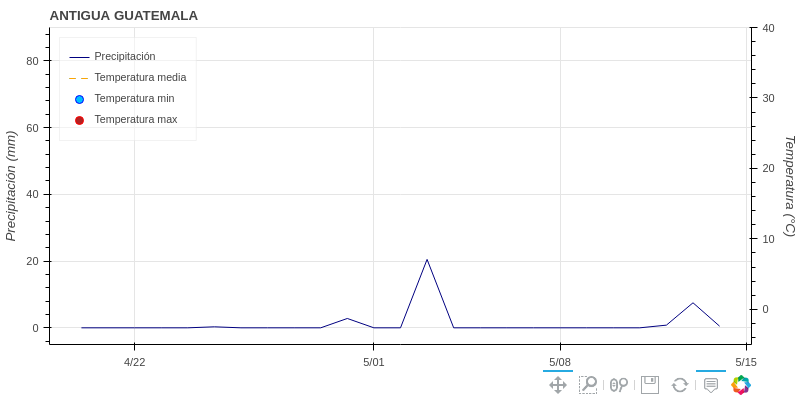 ANTIGUA GUATEMALA
Precipitación
Temperatura media
Temperatura min
Temperatura max
Precipitación (mm)
80
60
40
20
0
Temperatura (°C)
40
30
20
10
0
4/22
5/01
5/08
5/15